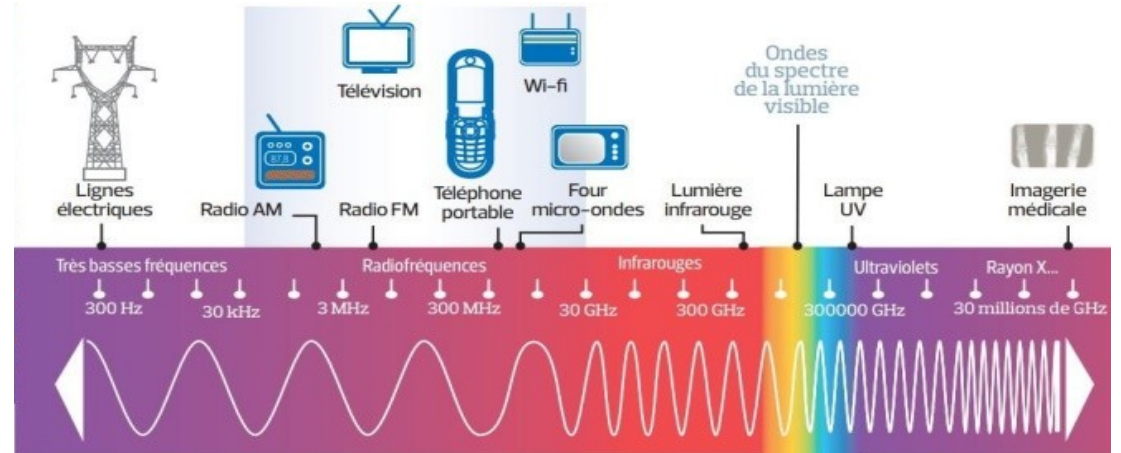 Ondes
du spectre
de la lumière
visible
Télévision
Wi-fi
87,8
Lignes
électriques
Radio AM
Radio FM
Téléphone
portable
Four
micro-ondes
Lumière
infrarouge
Lampe
UV
Imagerie
médicale
Très basses fréquences
Radiofréquences
Infrarouges
Ultraviolets
Rayon X...
300 Hz
30 kHz
3 MHz
300 MHz
30 GHz
300 GHz
300000 GHz
30 millions de GHz